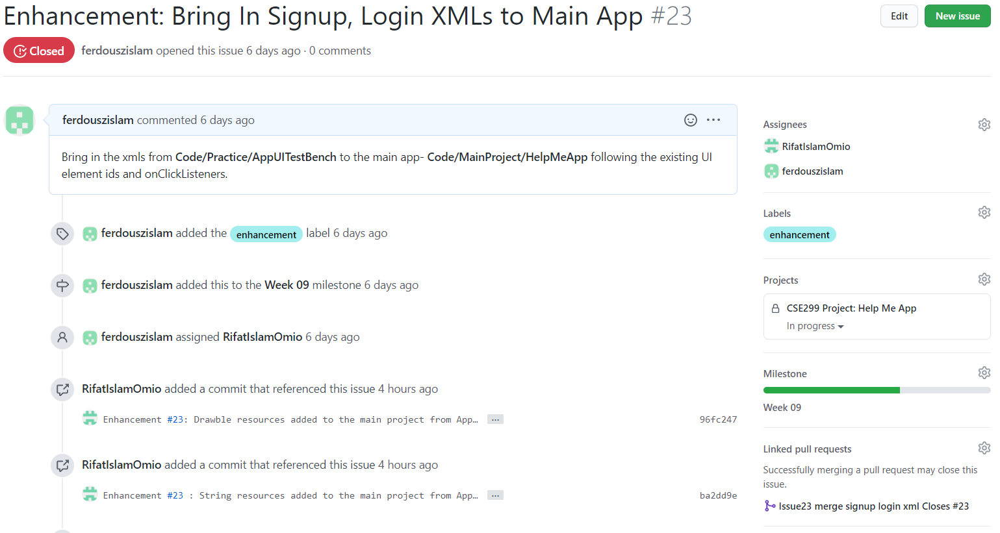 Enhancement: Bring In Signup, Login XMLs to Main App #23
Edit
New issue
Closed
ferdouszislam opened this issue 6 days ago · 0 comments
ferdouszislam commented 6 days ago
Bring in the xmls from Code/Practice/AppUITestBench to the main app- Code/MainProject/HelpMeApp following the existing UI
element ids and onClickListeners.
ferdouszislam added the enhancement label 6 days ago
ferdouszislam added this to the Week 09 milestone 6 days ago
ferdouszislam assigned RifatIslamOmio 6 days ago
RifatIslamOmio added a commit that referenced this issue 4 hours ago
Enhancement #23: Drawble resources added to the main project from App… ...
96fc247
RifatIslamOmio added a commit that referenced this issue 4 hours ago
Enhancement #23 : String resources added to the main project from App… ...
ba2dd9e
Assignees
RifatIslamOmio
ferdouszislam
Labels
enhancement
Projects
CSE299 Project: Help Me App
In progress
Milestone
Week 09
Linked pull requests
Successfully merging a pull request may close this
issue.
Issue23 merge signup login xml Closes #23